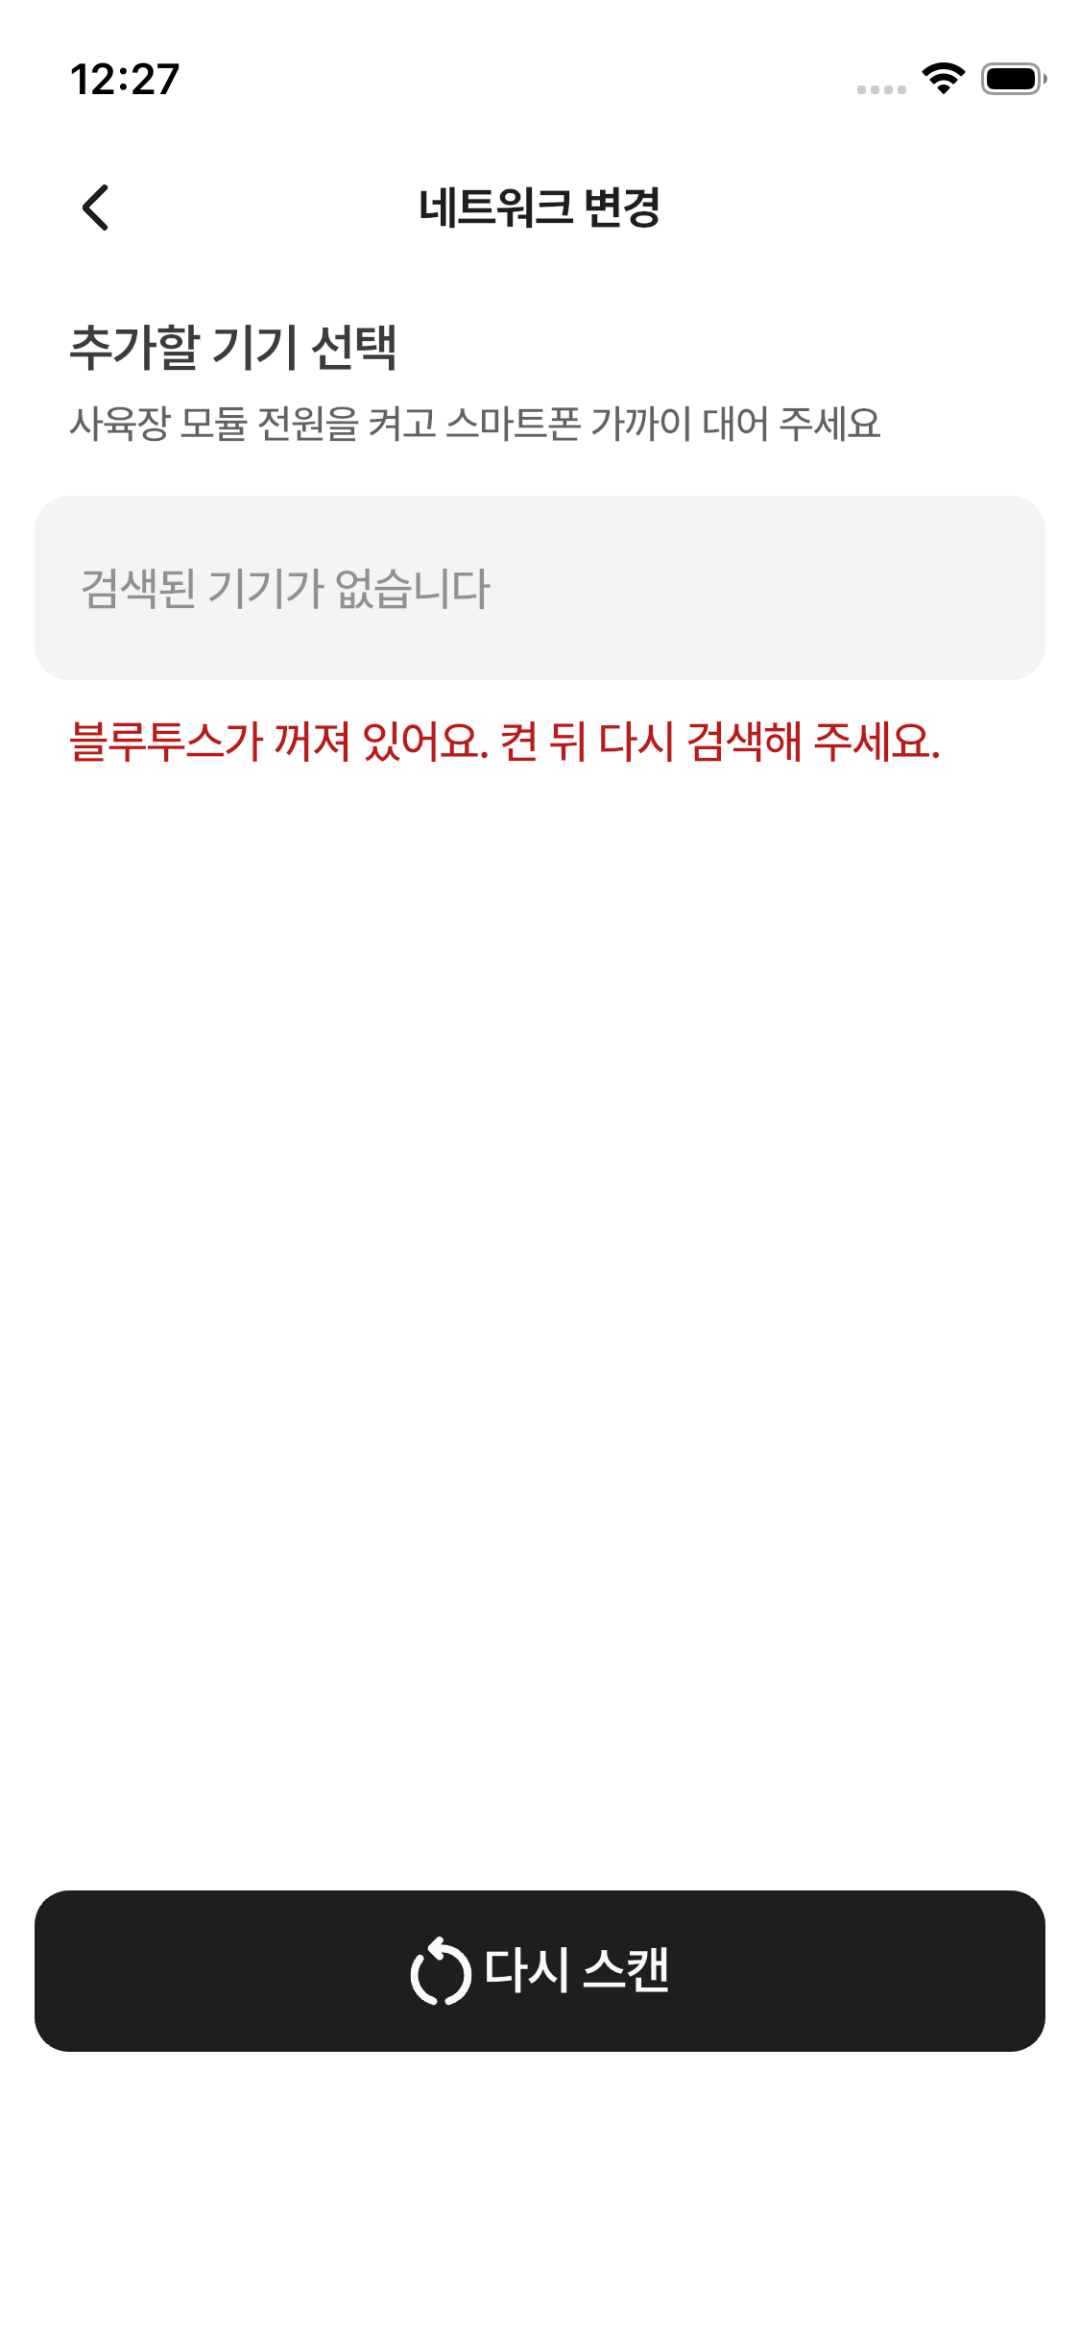 12:27
네트워크 변경
추가할 기기 선택
사육장 모듈 전원을 켜고 스마트폰 가까이 대어 주세요
검색된 기기가 없습니다
블루투스가 꺼져 있어요. 켠 뒤 다시 검색해 주세요.
다시 스캔